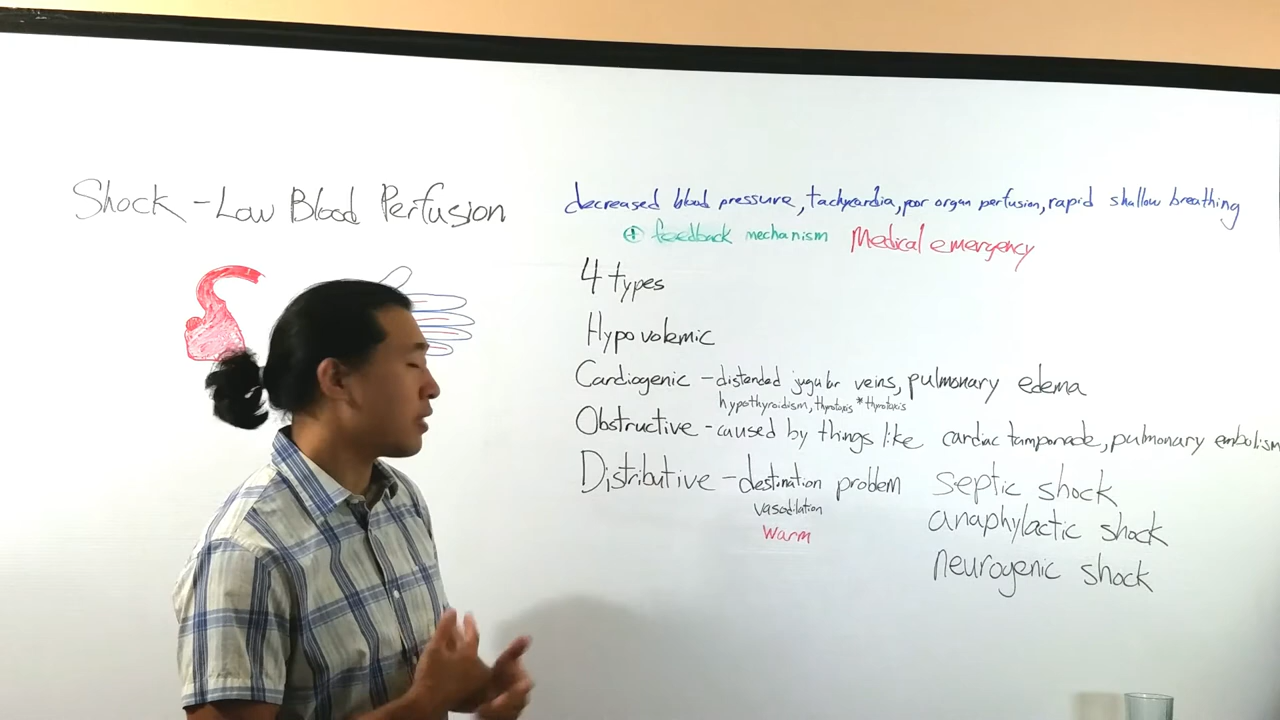 Shock - Low Blood Perfusion
decreased blood pressure, tachycardia, poor organ perfusion, rapid shallow breathing
+ feedback mechanism Medical emergency
4 types
Hypovolemic
Cardiogenic - distended jugular veins, pulmonary edema
hypothyroidism, thyrotoxis * thyrotoxis
Obstructive - caused by things like cardiac tamponade, pulmonary embolism
Distributive - destination problem
vasodilation
Warm
septic shock
anaphylactic shock
neurogenic shock